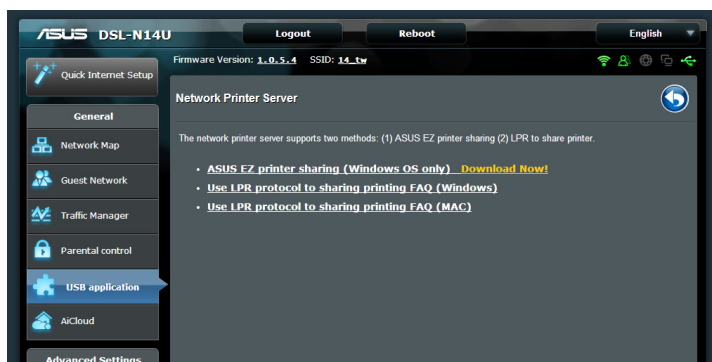 ASUS DSL-N14U Logout Reboot English
Firmware Version: 1.0.5.4 SSID: 14_tw
Quick Internet Setup
General
Network Map
Guest Network
Traffic Manager
Parental control
USB application
AiCloud
Advanced Settings
Network Printer Server
The network printer server supports two methods: (1) ASUS EZ printer sharing (2) LPR to share printer.
• ASUS EZ printer sharing (Windows OS only) Download Now!
• Use LPR protocol to sharing printing FAQ (Windows)
• Use LPR protocol to sharing printing FAQ (MAC)